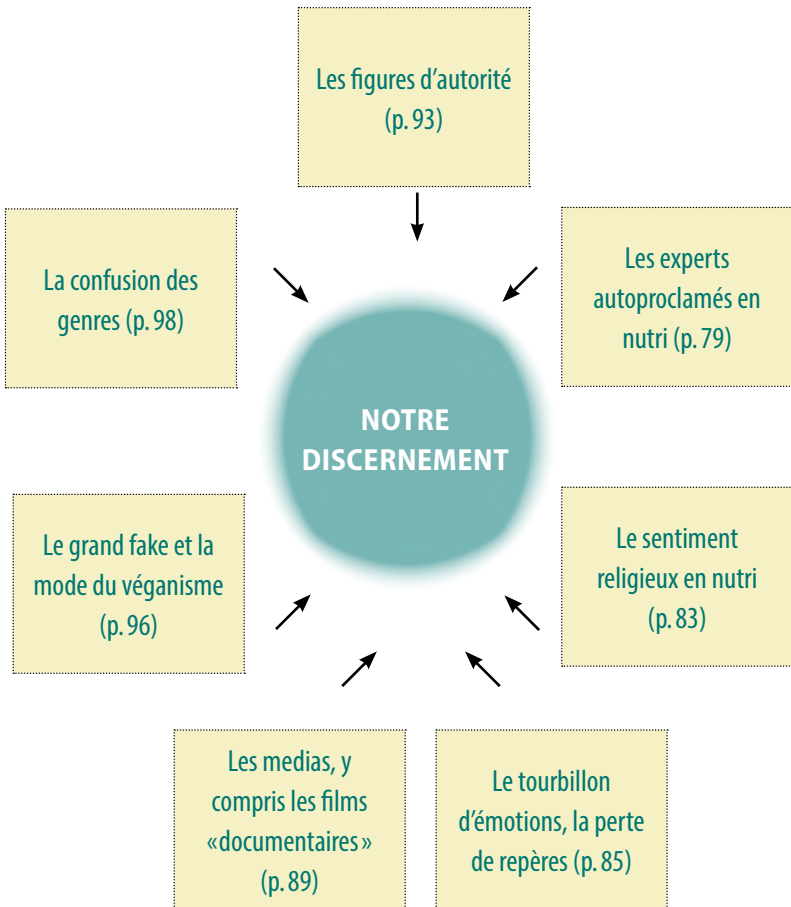 Les figures d'autorité
(p. 93)
La confusion des
genres (p. 98)
Les experts
autoproclamés en
nutri (p. 79)
NOTRE
DISCERNEMENT
Le grand fake et la
mode du véganisme
(p. 96)
Le sentiment
religieux en nutri
(p. 83)
Les medias, y
compris les films
«documentaires»
(p. 89)
Le tourbillon
d'émotions, la perte
de repères (p. 85)